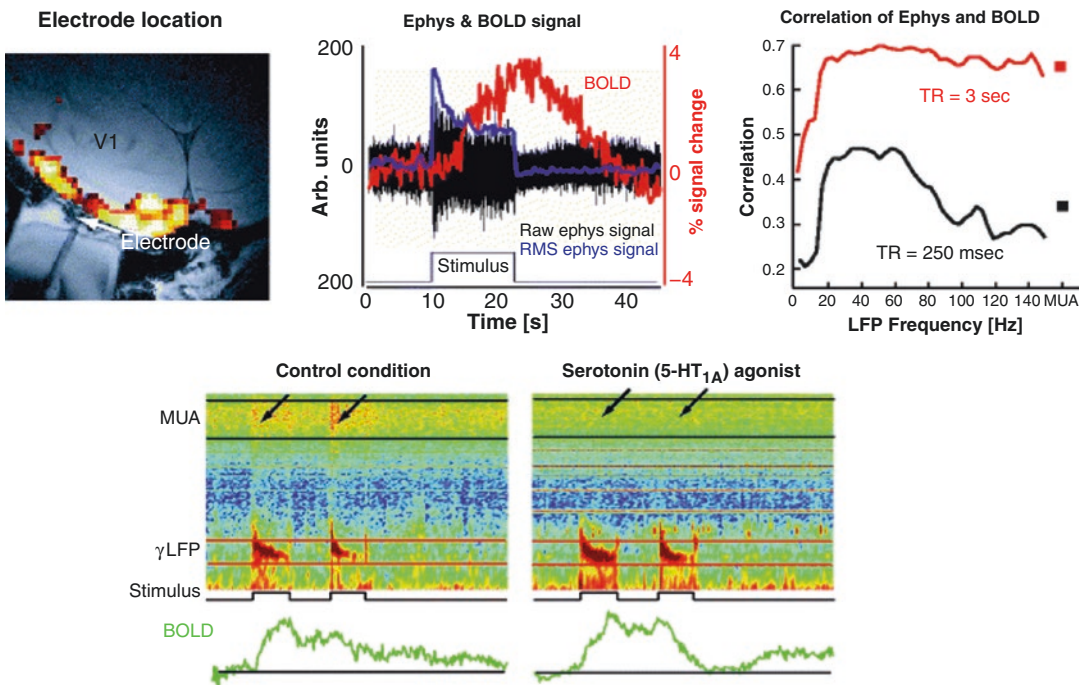 Electrode location
V1
Electrode
Ephys & BOLD signal
200
100
0
100
200
Arb. units
4
0
−4
% signal change
BOLD
Raw ephys signal
RMS ephys signal
Stimulus
0 10 20 30 40
Time [s]
Correlation of Ephys and BOLD
0.7
0.6
0.5
0.4
0.3
0.2
Correlation
TR = 3 sec
TR = 250 msec
0 20 40 60 80 100 120 140 MUA
LFP Frequency [Hz]
Control condition
Serotonin (5-HT1A) agonist
MUA
γLFP
Stimulus
BOLD